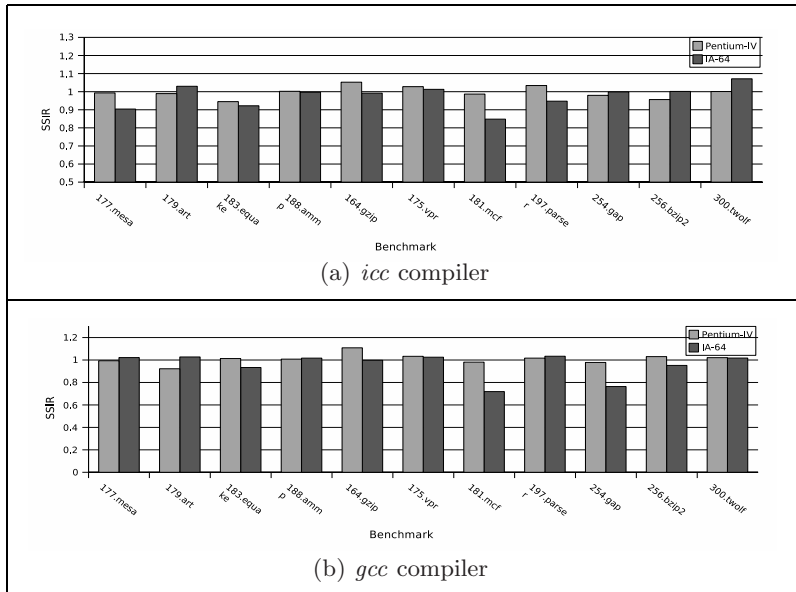 1,3
1,2
1,1
1
0,9
0,8
0,7
0,6
0,5
SSIR
Pentium-IV
IA-64
177.mesa
179.art
183.equa
ke
188.amm
p
164.gzip
175.vpr
181.mcf
197.parse
r
254.gap
256.bzip2
300.twolf
Benchmark
(a) icc compiler
1,2
1
0,8
0,6
0,4
0,2
0
SSIR
Pentium-IV
IA-64
177.mesa
179.art
183.equa
ke
188.amm
p
164.gzip
175.vpr
181.mcf
197.parse
r
254.gap
256.bzip2
300.twolf
Benchmark
(b) gcc compiler